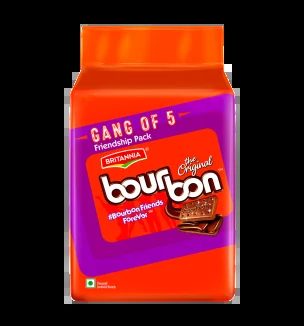 GANG OF 5
Friendship Pack
BRITANNIA
the
Original
bourbon
#BourbonFriends
ForeVer